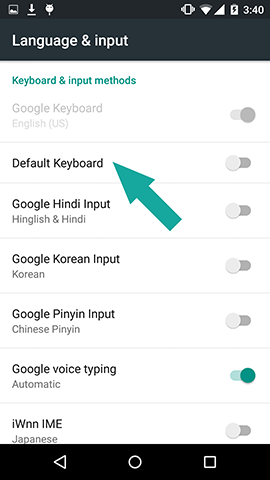 3:40
Language & input
Keyboard & input methods
Google Keyboard
English (US)
Default Keyboard
Google Hindi Input
Hinglish & Hindi
Google Korean Input
Korean
Google Pinyin Input
Chinese Pinyin
Google voice typing
Automatic
iWnn IME
Japanese